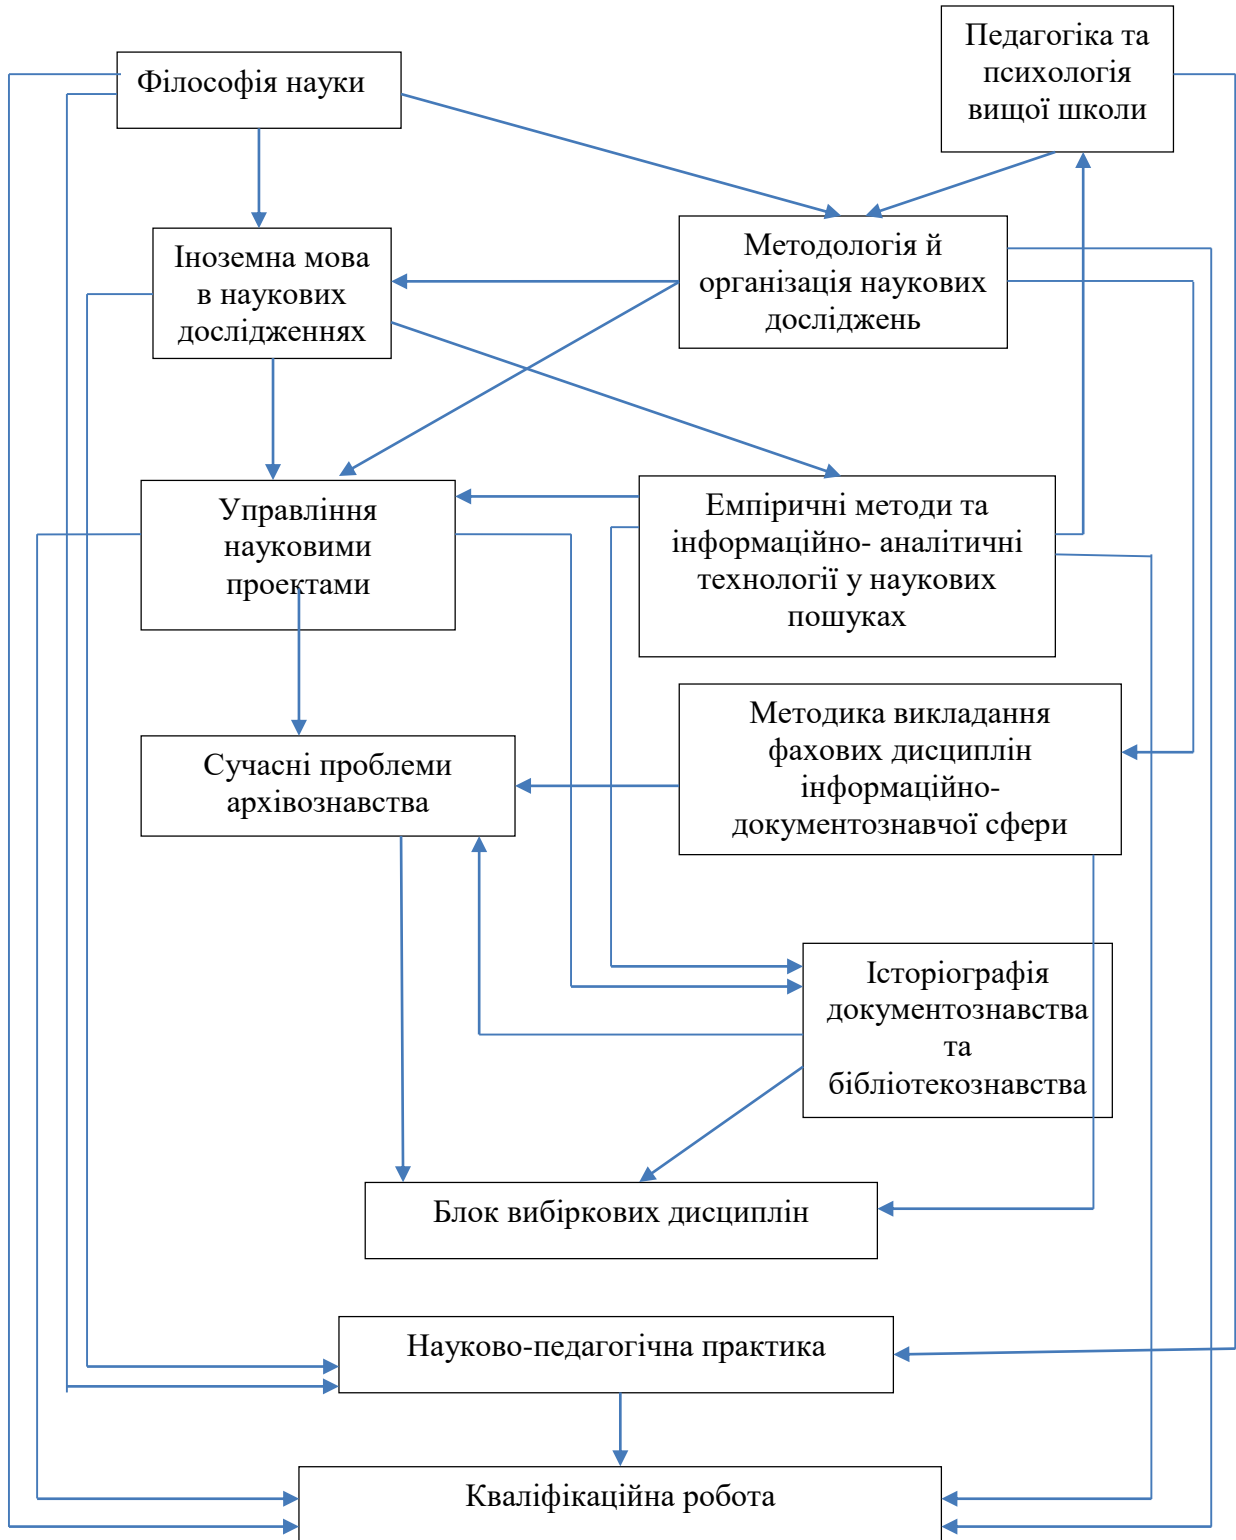 Філософія науки
Педагогіка та
психологія
вищої школи
Іноземна мова
в наукових
дослідженнях
Методологія й
організація наукових
досліджень
Управління
науковими
проектами
Емпіричні методи та
інформаційно- аналітичні
технології у наукових
пошуках
Сучасні проблеми
архівознавства
Методика викладання
фахових дисциплін
інформаційно-
документознавчої сфери
Історіографія
документознавства
та
бібліотекознавства
Блок вибіркових дисциплін
Науково-педагогічна практика
Кваліфікаційна робота